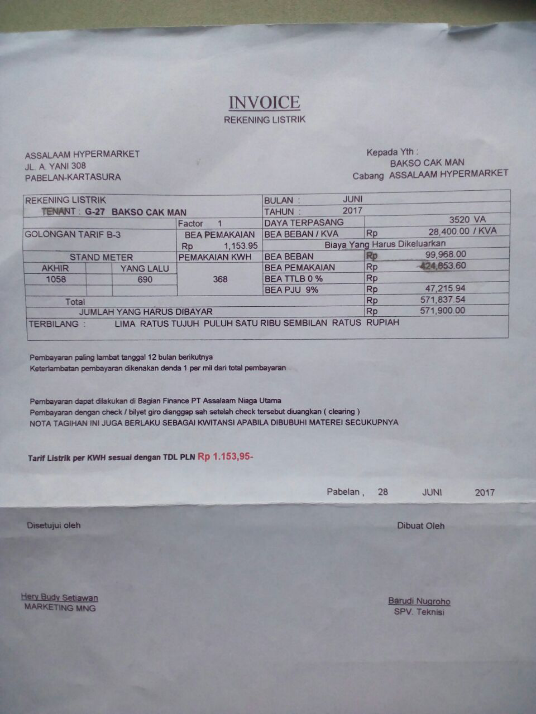 INVOICE
REKENING LISTRIK
ASSALAAM HYPERMARKET
JL. A. YANI 308
PABELAN-KARTASURA
Kepada Yth :
BAKSO CAK MAN
Cabang ASSALAAM HYPERMARKET
REKENING LISTRIK BULAN : JUNI
TENANT : G-27 BAKSO CAK MAN TAHUN : 2017
Factor 1 DAYA TERPASANG 3520 VA
GOLONGAN TARIF B-3 BEA PEMAKAIAN BEA BEBAN / KVA Rp 28,400.00 / KVA
Rp 1,153.95 Biaya Yang Harus Dikeluarkan
STAND METER PEMAKAIAN KWH BEA BEBAN Rp 99,968.00
AKHIR YANG LALU BEA PEMAKAIAN Rp 424,653.60
1058 690 368 BEA TTLB 0 % Rp
BEA PJU 9% Rp 47,215.94
Total Rp 571,837.54
JUMLAH YANG HARUS DIBAYAR Rp 571,900.00
TERBILANG : LIMA RATUS TUJUH PULUH SATU RIBU SEMBILAN RATUS RUPIAH
Pembayaran paling lambat tanggal 12 bulan berikutnya
Keterlambatan pembayaran dikenakan denda 1 per mil dari total pembayaran
Pembayaran dapat dilakukan di Bagian Finance PT Assalaam Niaga Utama
Pembayaran dengan check / bilyet giro dianggap sah setelah check tersebut diuangkan ( clearing )
NOTA TAGIHAN INI JUGA BERLAKU SEBAGAI KWITANSI APABILA DIBUBUHI MATEREI SECUKUPNYA
Tarif Listrik per KWH sesuai dengan TDL PLN Rp 1.153,95-
Pabelan , 28 JUNI 2017
Disetujui oleh Dibuat Oleh
Hery Budy Setiawan Barudi Nugroho
MARKETING MNG SPV. Teknisi